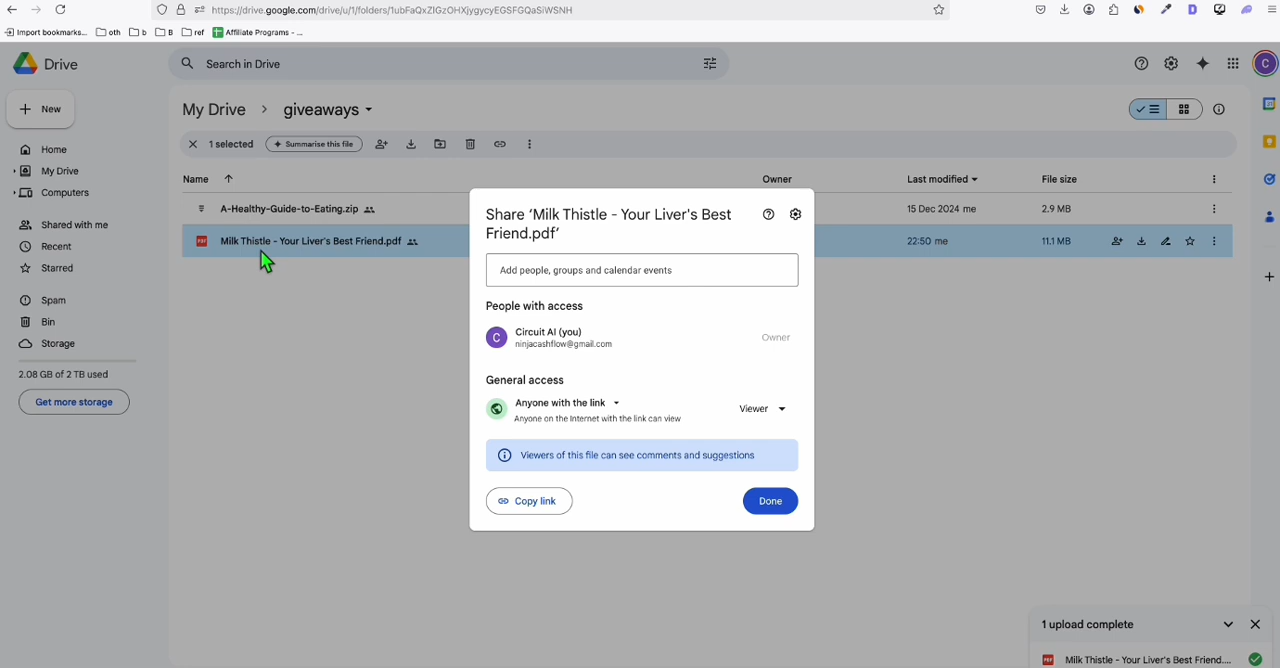 https://drive.google.com/drive/u/1/folders/1ubFaQxZIGzOHXjygycyEGSFGQaSiWSNH
Import bookmarks... oth b B ref Affiliate Programs - ...
Drive
Search in Drive
New
My Drive > giveaways
1 selected Summarise this file
Home
My Drive
Computers
Shared with me
Recent
Starred
Spam
Bin
Storage
2.08 GB of 2 TB used
Get more storage
Name Owner Last modified File size
A-Healthy-Guide-to-Eating.zip 15 Dec 2024 me 2.9 MB
PDF Milk Thistle - Your Liver's Best Friend.pdf 22:50 me 11.1 MB
Share ‘Milk Thistle - Your Liver's Best
Friend.pdf’
Add people, groups and calendar events
People with access
C Circuit AI (you)
ninjacashflow@gmail.com
Owner
General access
Anyone with the link
Anyone on the Internet with the link can view
Viewer
Viewers of this file can see comments and suggestions
Copy link Done
C
1 upload complete
PDF Milk Thistle - Your Liver's Best Friend....